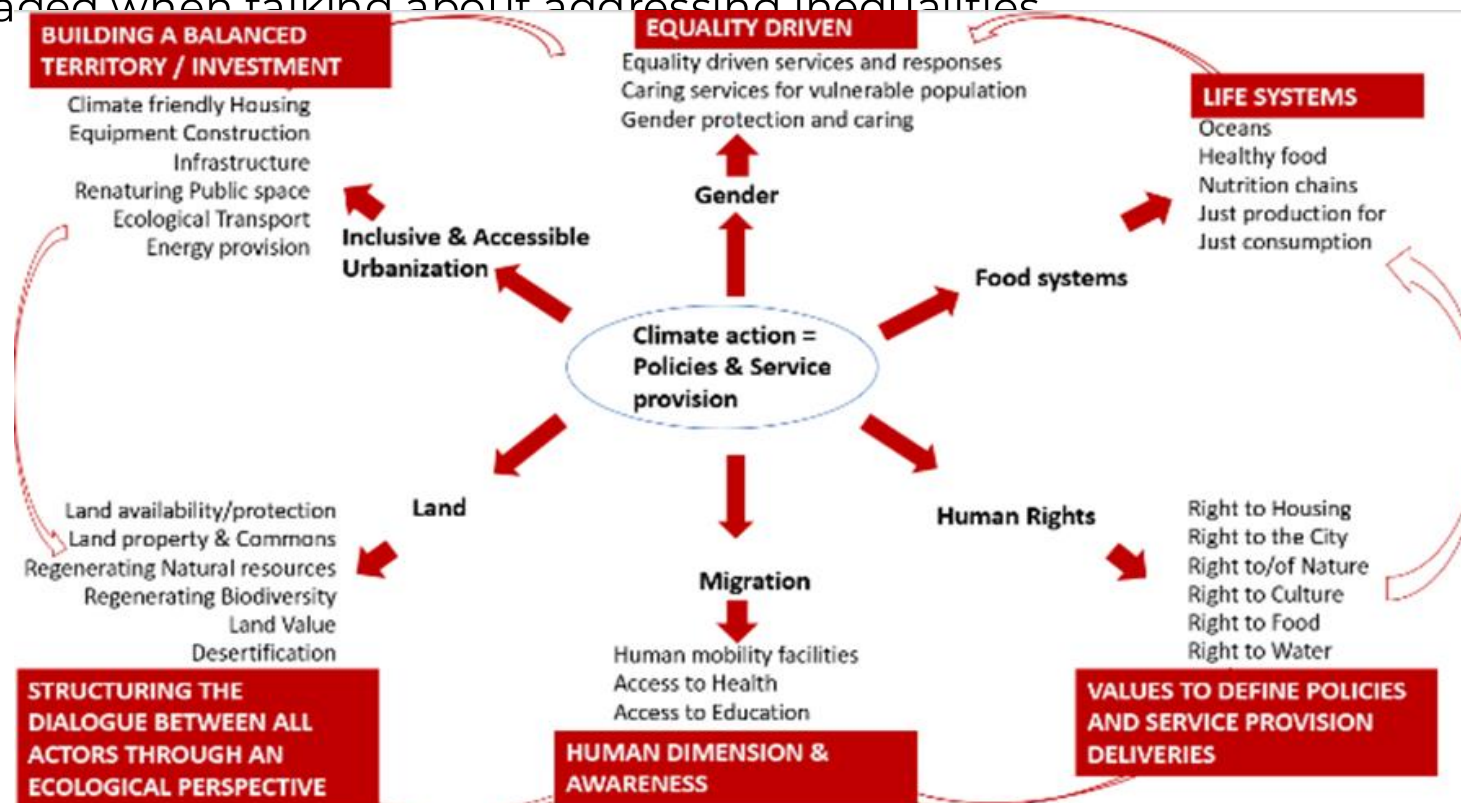 aded when talking about addressing inequalities
BUILDING A BALANCED
TERRITORY / INVESTMENT
Climate friendly Housing
Equipment Construction
Infrastructure
Renaturing Public space
Ecological Transport
Energy provision
EQUALITY DRIVEN
Equality driven services and responses
Caring services for vulnerable population
Gender protection and caring
Gender
LIFE SYSTEMS
Oceans
Healthy food
Nutrition chains
Just production for
Just consumption
Inclusive & Accessible
Urbanization
Food systems
Climate action =
Policies & Service
provision
Land
Land availability/protection
Land property & Commons
Regenerating Natural resources
Regenerating Biodiversity
Land Value
Desertification
STRUCTURING THE
DIALOGUE BETWEEN ALL
ACTORS THROUGH AN
ECOLOGICAL PERSPECTIVE
Migration
Human mobility facilities
Access to Health
Access to Education
HUMAN DIMENSION &
AWARENESS
Human Rights
Right to Housing
Right to the City
Right to/of Nature
Right to Culture
Right to Food
Right to Water
VALUES TO DEFINE POLICIES
AND SERVICE PROVISION
DELIVERIES